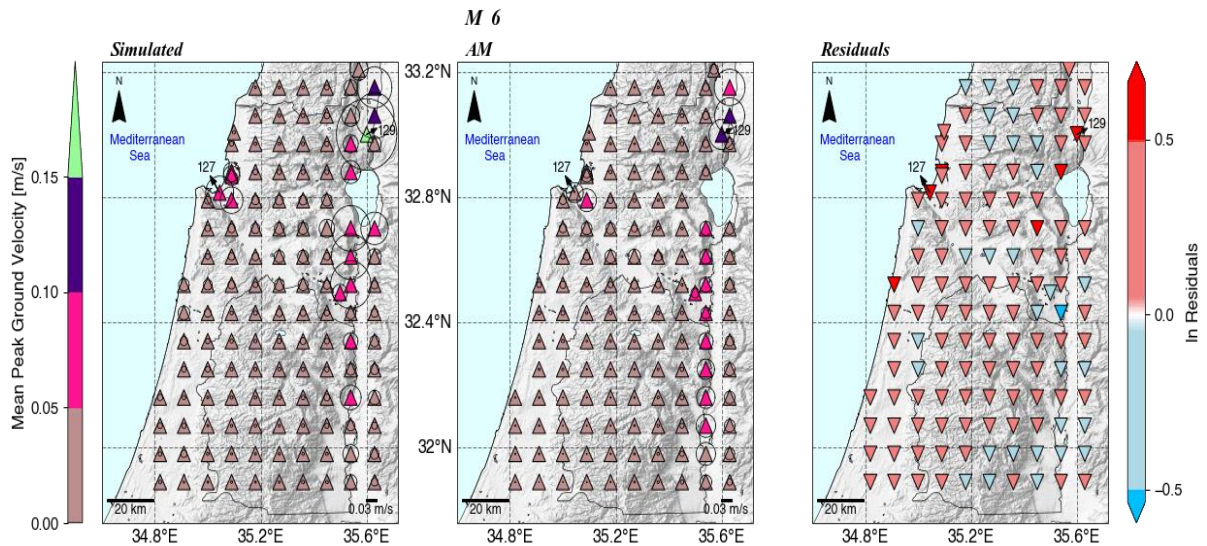 M 6
Simulated
AM
Residuals
Mean Peak Ground Velocity [m/s]
0.15
0.10
0.05
0.00
N
Mediterranean
Sea
127
129
20 km
0.03 m/s
34.8°E
35.2°E
35.6°E
33.2°N
32.8°N
32.4°N
32°N
N
Mediterranean
Sea
127
129
20 km
0.03 m/s
34.8°E
35.2°E
35.6°E
N
Mediterranean
Sea
127
129
20 km
34.8°E
35.2°E
35.6°E
0.5
0.0
−0.5
ln Residuals